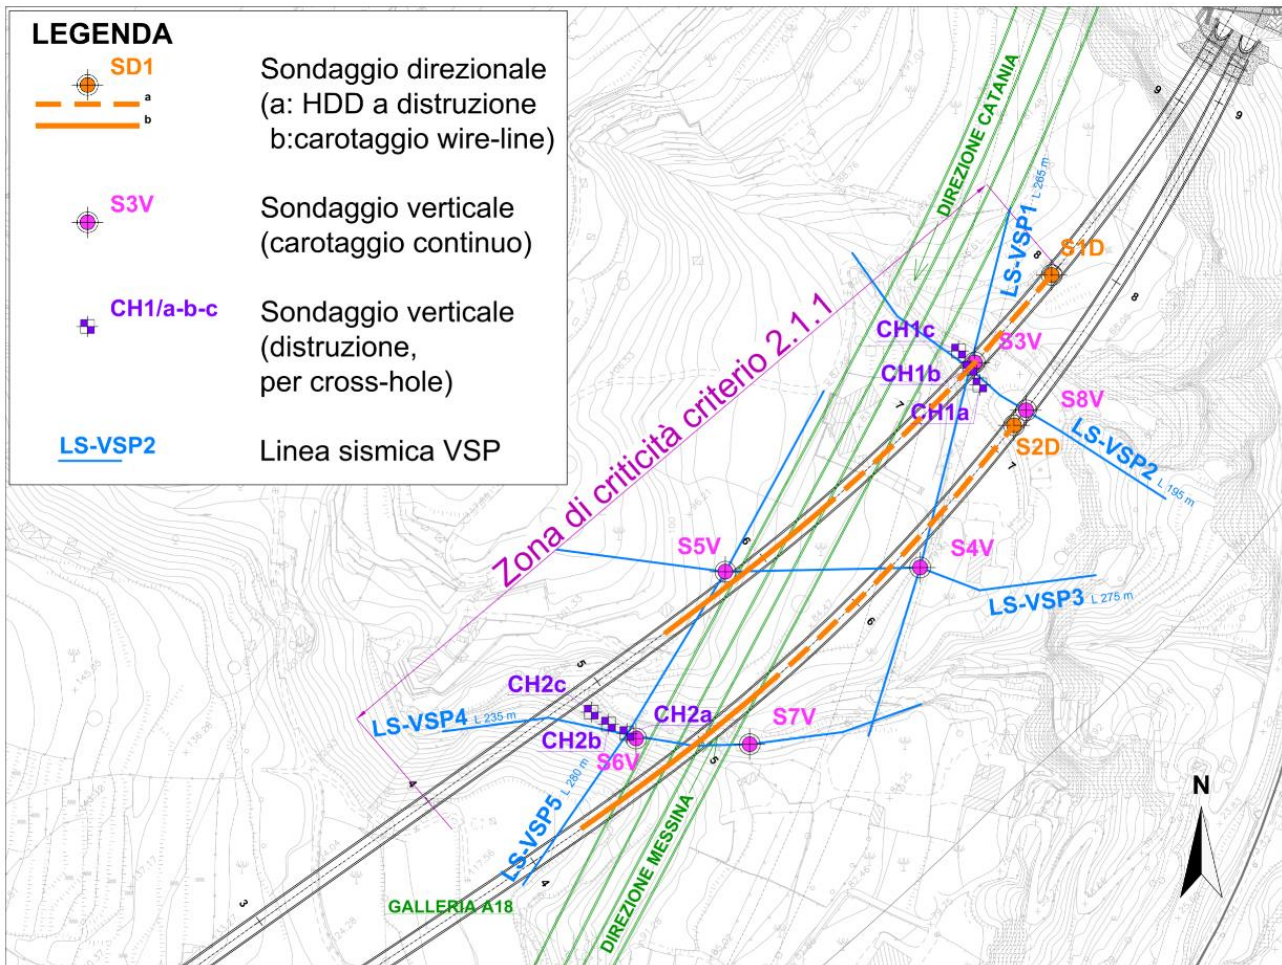 LEGENDA
SD1
a
b
Sondaggio direzionale
(a: HDD a distruzione
b:carotaggio wire-line)
S3V
Sondaggio verticale
(carotaggio continuo)
CH1/a-b-c
Sondaggio verticale
(distruzione,
per cross-hole)
LS-VSP2
Linea sismica VSP
9
9
DIREZIONE CATANIA
L 265 m
LS-VSP1
8
S1D
8
Zona di criticità criterio 2.1.1
CH1c
S3V
CH1b
7
CH1a
S8V
S2D
LS-VSP2 L 195 m
7
6
S5V
S4V
LS-VSP3 L 275 m
6
5
CH2c
LS-VSP4 L 235 m
CH2a
S7V
CH2b
S6V
5
4
LS-VSP5 L 280 m
4
N
3
GALLERIA A18
DIREZIONE MESSINA